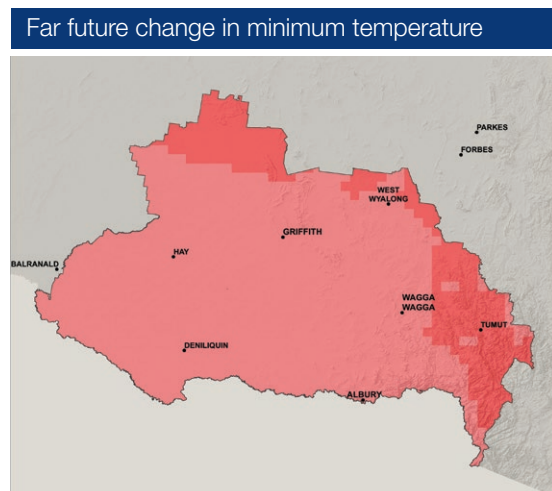 Far future change in minimum temperature
PARKES
FORBES
WEST
WYALONG
GRIFFITH
HAY
BALRANALD
WAGGA
WAGGA
TUMUT
DENILIQUIN
ALBURY